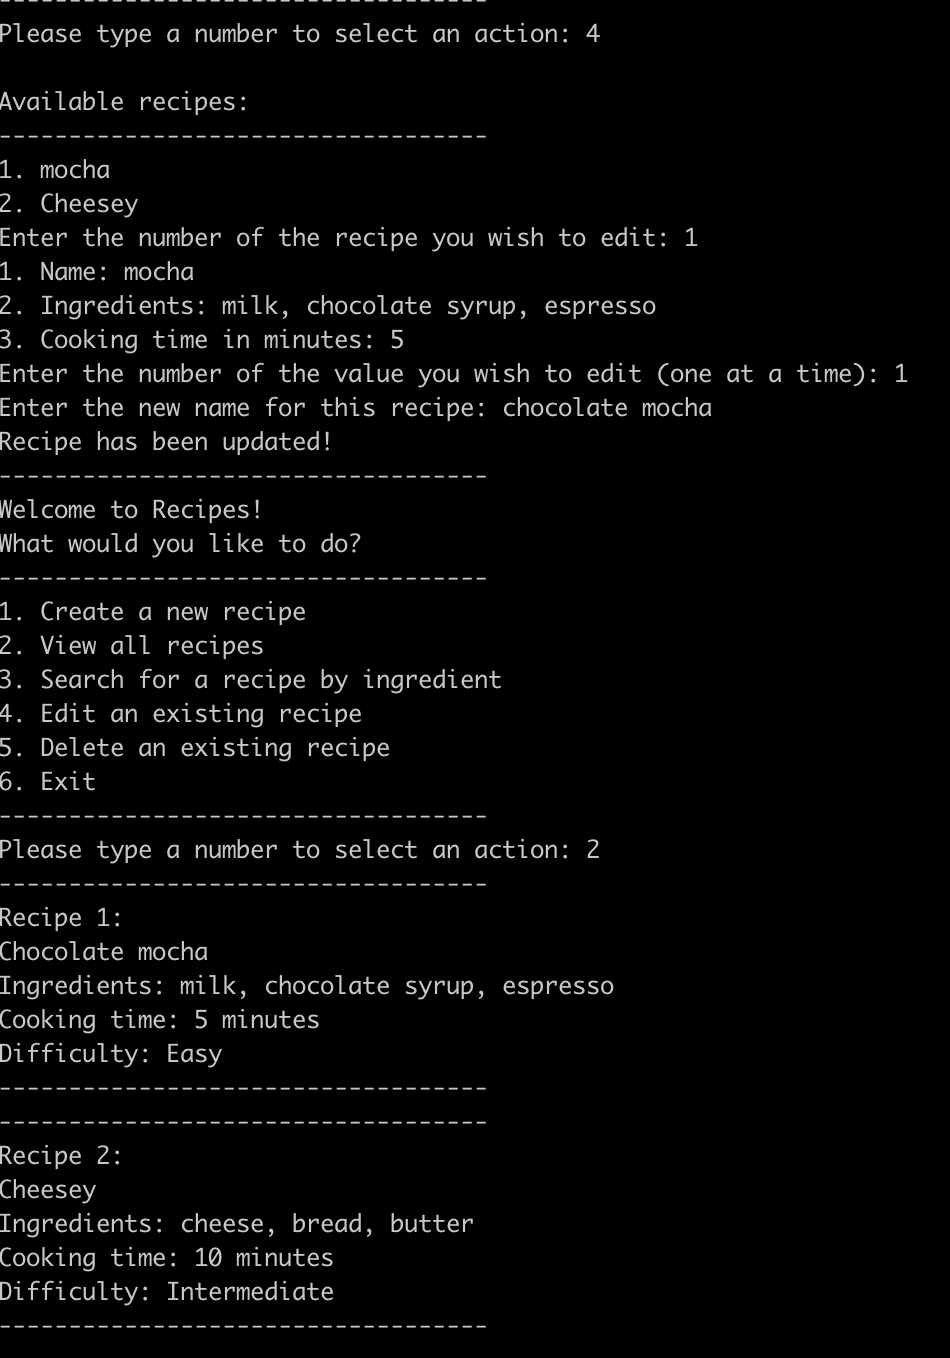 -----------------------------------
Please type a number to select an action: 4
Available recipes:
-----------------------------------
1. mocha
2. Cheesey
Enter the number of the recipe you wish to edit: 1
1. Name: mocha
2. Ingredients: milk, chocolate syrup, espresso
3. Cooking time in minutes: 5
Enter the number of the value you wish to edit (one at a time): 1
Enter the new name for this recipe: chocolate mocha
Recipe has been updated!
-----------------------------------
Welcome to Recipes!
What would you like to do?
-----------------------------------
1. Create a new recipe
2. View all recipes
3. Search for a recipe by ingredient
4. Edit an existing recipe
5. Delete an existing recipe
6. Exit
-----------------------------------
Please type a number to select an action: 2
-----------------------------------
Recipe 1:
Chocolate mocha
Ingredients: milk, chocolate syrup, espresso
Cooking time: 5 minutes
Difficulty: Easy
-----------------------------------
-----------------------------------
Recipe 2:
Cheesey
Ingredients: cheese, bread, butter
Cooking time: 10 minutes
Difficulty: Intermediate
-----------------------------------